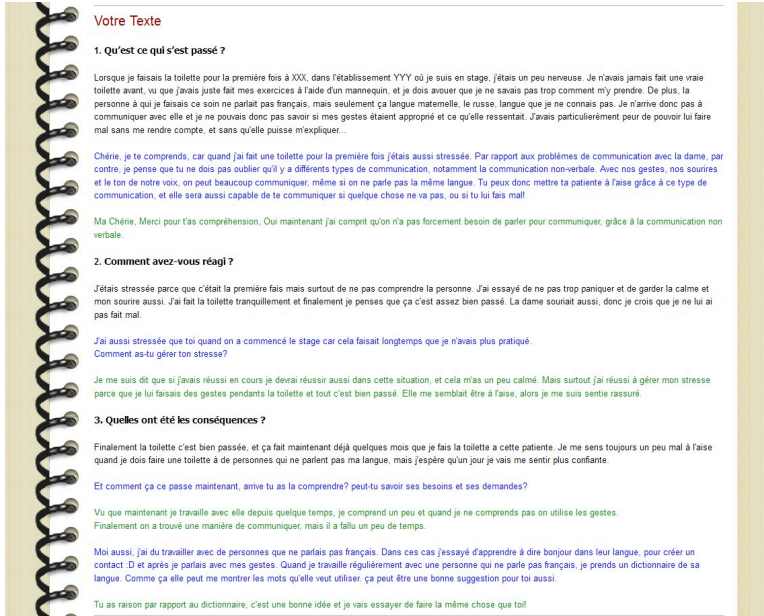 Votre Texte
1. Qu'est ce qui s'est passé ?
Lorsque je faisais la toilette pour la première fois à XXX, dans l'établissement YYY où je suis en stage, j'étais un peu nerveuse. Je n'avais jamais fait une vraie
toilette avant, vu que j'avais juste fait mes exercices à l'aide d'un mannequin, et je dois avouer que je ne savais pas trop comment m'y prendre. De plus, la
personne à qui je faisais ce soin ne parlait pas français, mais seulement ça langue maternelle, le russe, langue que je ne connais pas. Je n'arrive donc pas à
communiquer avec elle et je ne pouvais donc pas savoir si mes gestes étaient approprié et ce qu'elle ressentait. J'avais particulièrement peur de pouvoir lui faire
mal sans me rendre compte, et sans qu'elle puisse m'expliquer...
Chérie, je te comprends, car quand j'ai fait une toilette pour la première fois j'étais aussi stressée. Par rapport aux problèmes de communication avec la dame, par
contre, je pense que tu ne dois pas oublier qu'il y a différents types de communication, notamment la communication non-verbale. Avec nos gestes, nos sourires
et le ton de notre voix, on peut beaucoup communiquer, même si on ne parle pas la même langue. Tu peux donc mettre ta patiente à l'aise grâce à ce type de
communication, et elle sera aussi capable de te communiquer si quelque chose ne va pas, ou si tu lui fais mal!
Ma Chérie, Merci pour t'as compréhension, Oui maintenant j'ai comprit qu'on n'a pas forcement besoin de parler pour communiquer, grâce à la communication non
verbale.
2. Comment avez-vous réagi ?
J'étais stressée parce que c'était la première fais mais surtout de ne pas comprendre la personne. J'ai essayé de ne pas trop paniquer et de garder la calme et
mon sourire aussi. J'ai fait la toilette tranquillement et finalement je penses que ça c'est assez bien passé. La dame souriait aussi, donc je crois que je ne lui ai
pas fait mal.
J'ai aussi stressée que toi quand on a commencé le stage car cela faisait longtemps que je n'avais plus pratiqué.
Comment as-tu gérer ton stresse?
Je me suis dit que si j'avais réussi en cours je devrai réussir aussi dans cette situation, et cela m'as un peu calmé. Mais surtout j'ai réussi à gérer mon stresse
parce que je lui faisais des gestes pendants la toilette et tout c'est bien passé. Elle me semblait être à l'aise, alors je me suis sentie rassuré.
3. Quelles ont été les conséquences ?
Finalement la toilette c'est bien passée, et ça fait maintenant déjà quelques mois que je fais la toilette a cette patiente. Je me sens toujours un peu mal à l'aise
quand je dois faire une toilette à de personnes qui ne parlent pas ma langue, mais j'espère qu'un jour je vais me sentir plus confiante.
Et comment ça ce passe maintenant, arrive tu as la comprendre? peut-tu savoir ses besoins et ses demandes?
Vu que maintenant je travaille avec elle depuis quelque temps, je comprend un peu et quand je ne comprends pas on utilise les gestes.
Finalement on a trouvé une manière de communiquer, mais il a fallu un peu de temps.
Moi aussi, j'ai du travailler avec de personnes que ne parlais pas français. Dans ces cas j'essayé d'apprendre à dire bonjour dans leur langue, pour créer un
contact :D et après je parlais avec mes gestes. Quand je travaille régulièrement avec une personne qui ne parle pas français, je prends un dictionnaire de sa
langue. Comme ça elle peut me montrer les mots qu'elle veut utiliser. ça peut être une bonne suggestion pour toi aussi.
Tu as raison par rapport au dictionnaire, c'est une bonne idée et je vais essayer de faire la même chose que toi!